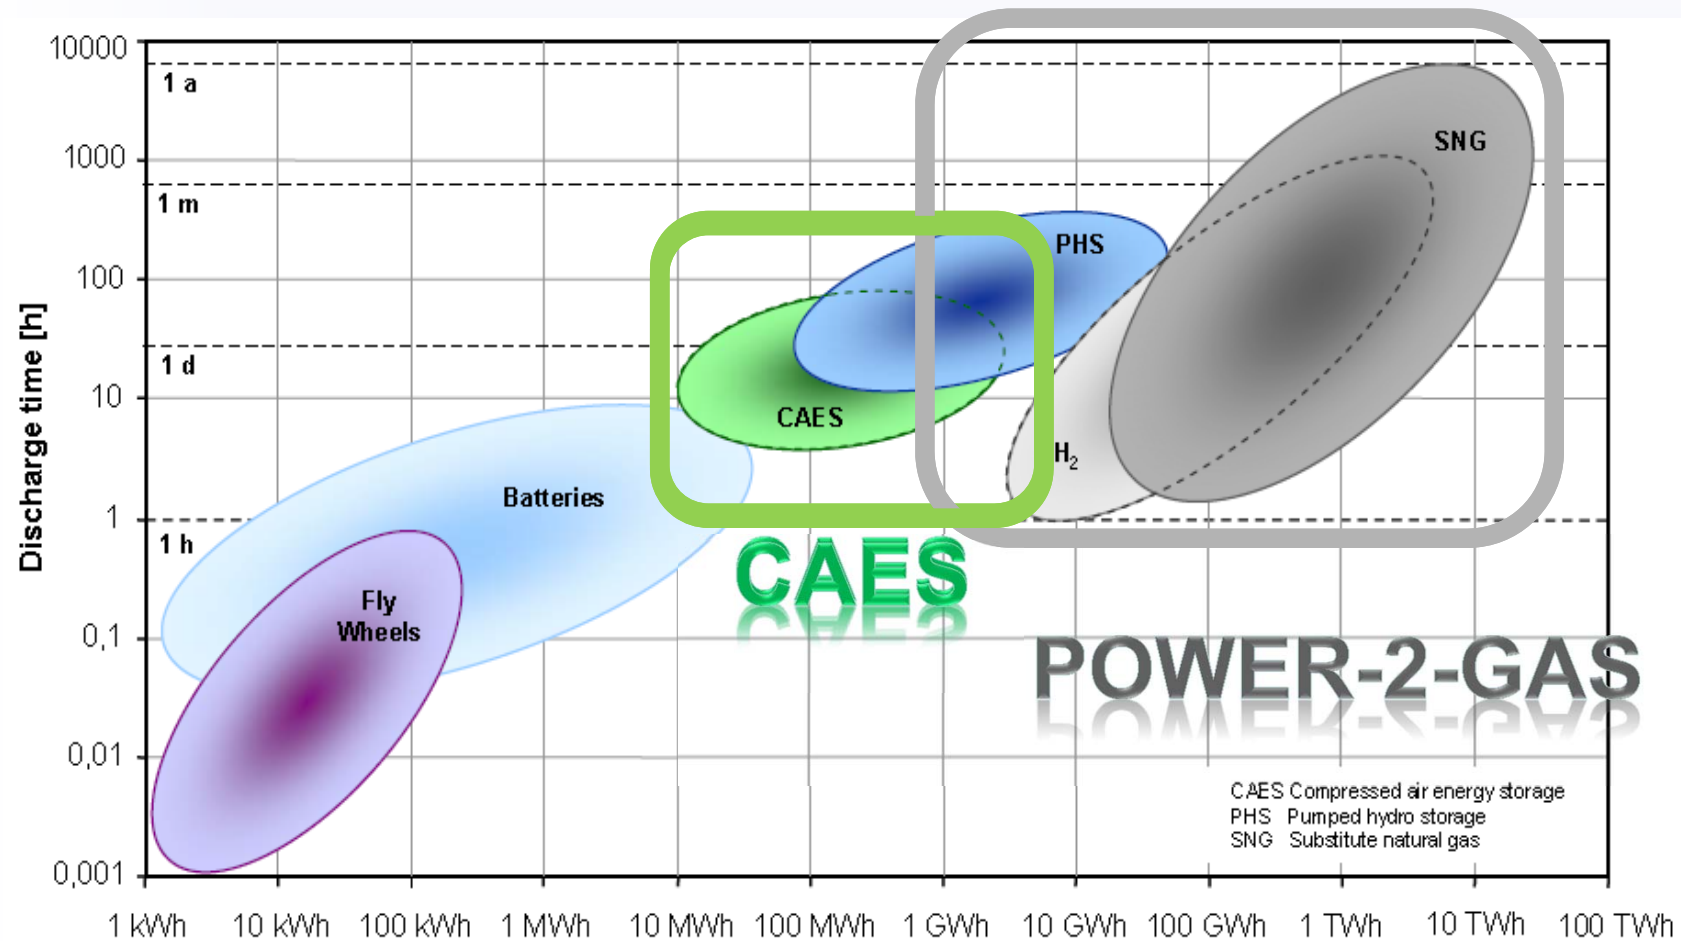 10000
1 a
1000
1 m
100
1 d
10
1
1 h
0,1
0,01
0,001
Discharge time [h]
SNG
PHS
CAES
H₂
Batteries
Fly
Wheels
CAES
POWER-2-GAS
CAES Compressed air energy storage
PHS Pumped hydro storage
SNG Substitute natural gas
1 kWh 10 kWh 100 kWh 1 MWh 10 MWh 100 MWh 1 GWh 10 GWh 100 GWh 1 TWh 10 TWh 100 TWh